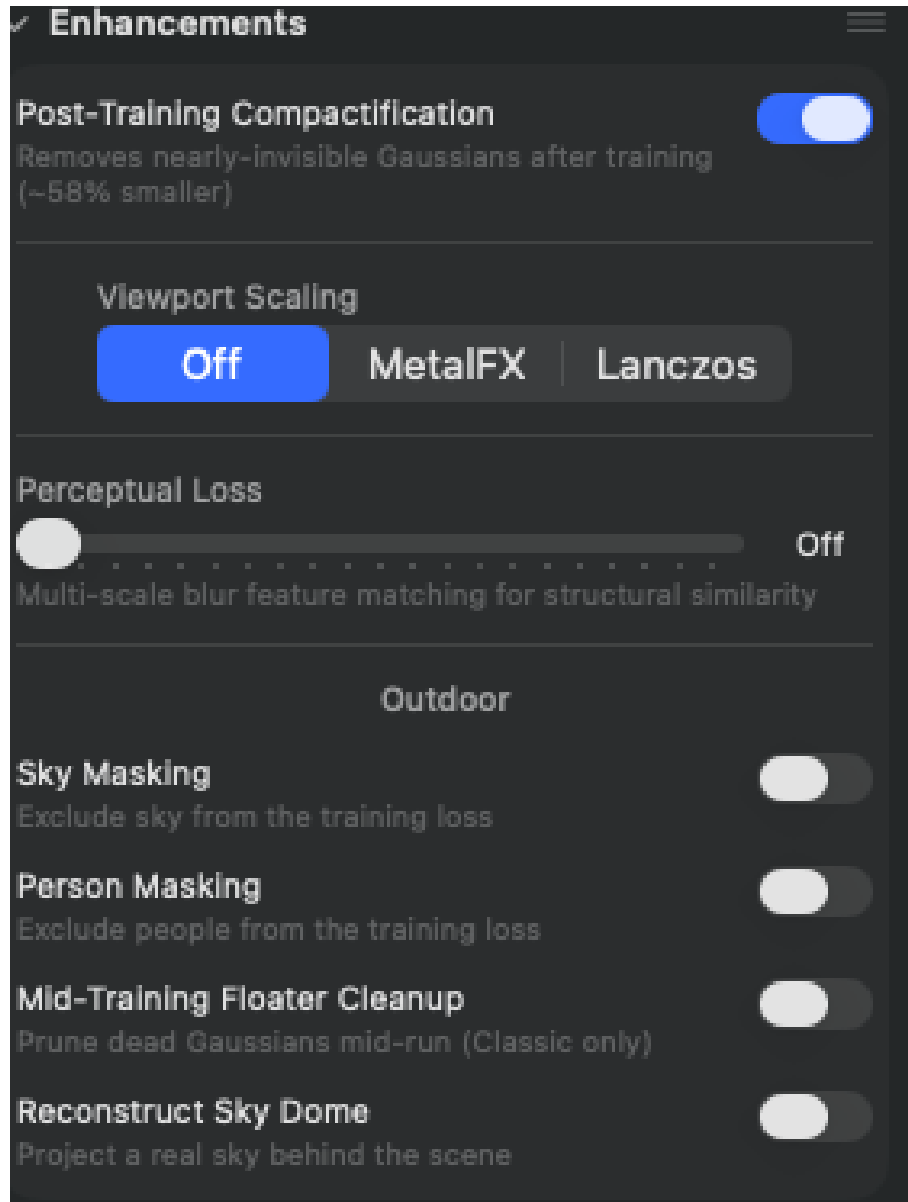 Enhancements
Post-Training Compactification
Removes nearly-invisible Gaussians after training
(~58% smaller)
Viewport Scaling
Off MetalFX Lanczos
Perceptual Loss
Off
Multi-scale blur feature matching for structural similarity
Outdoor
Sky Masking
Exclude sky from the training loss
Person Masking
Exclude people from the training loss
Mid-Training Floater Cleanup
Prune dead Gaussians mid-run (Classic only)
Reconstruct Sky Dome
Project a real sky behind the scene